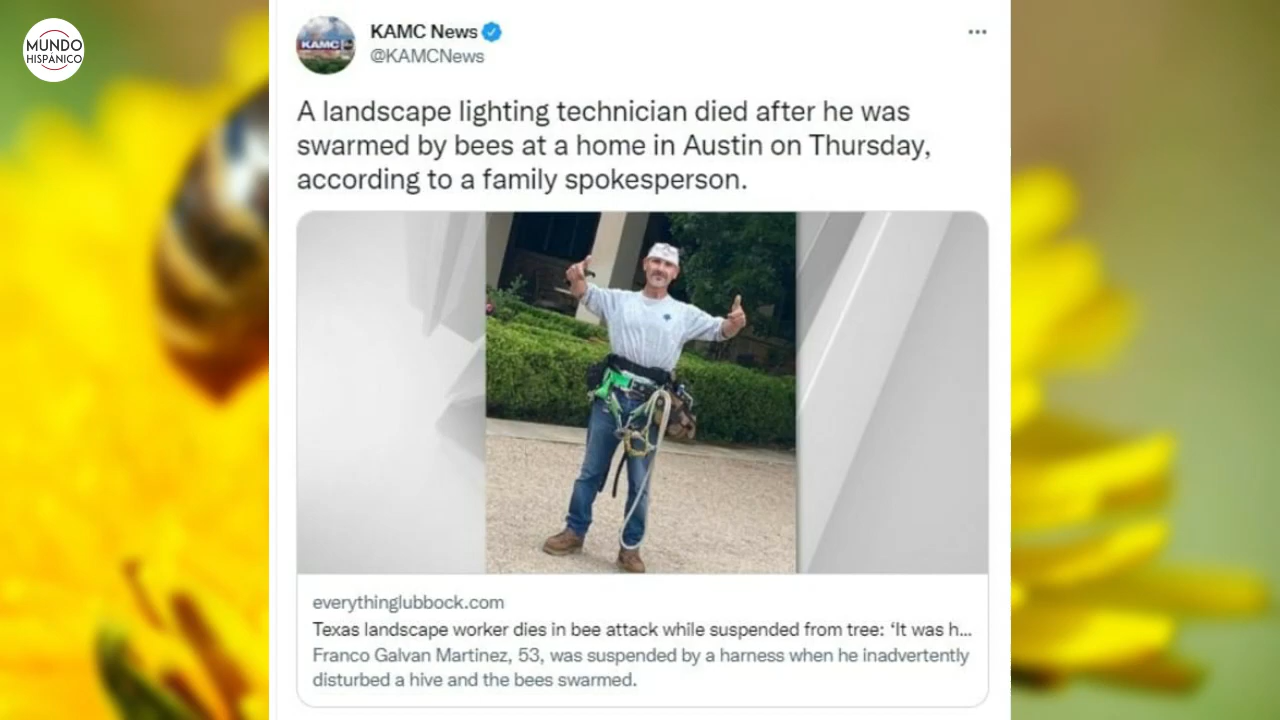 MUNDO
HISPÁNICO
KAMC News
@KAMCNews
KAMC
A landscape lighting technician died after he was
swarmed by bees at a home in Austin on Thursday,
according to a family spokesperson.
everythinglubbock.com
Texas landscape worker dies in bee attack while suspended from tree: ‘It was h...
Franco Galvan Martinez, 53, was suspended by a harness when he inadvertently
disturbed a hive and the bees swarmed.